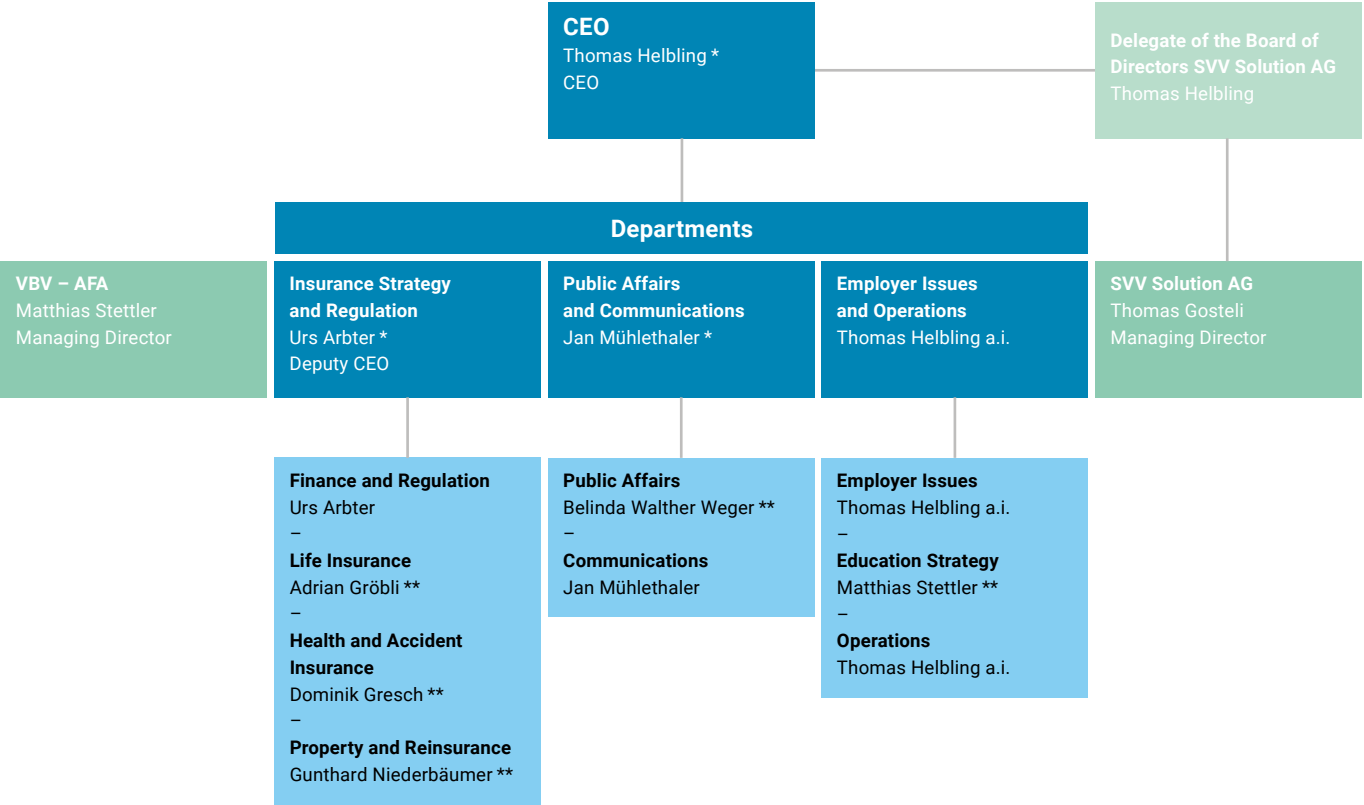 CEO
Thomas Helbling *
CEO
Delegate of the Board of
Directors SVV Solution AG
Thomas Helbling
Departments
VBV – AFA
Matthias Stettler
Managing Director
Insurance Strategy
and Regulation
Urs Arbter *
Deputy CEO
Public Affairs
and Communications
Jan Mühlethaler *
Employer Issues
and Operations
Thomas Helbling a.i.
SVV Solution AG
Thomas Gosteli
Managing Director
Finance and Regulation
Urs Arbter
–
Life Insurance
Adrian Gröbli **
–
Health and Accident
Insurance
Dominik Gresch **
–
Property and Reinsurance
Gunthard Niederbäumer **
Public Affairs
Belinda Walther Weger **
–
Communications
Jan Mühlethaler
Employer Issues
Thomas Helbling a.i.
–
Education Strategy
Matthias Stettler **
–
Operations
Thomas Helbling a.i.